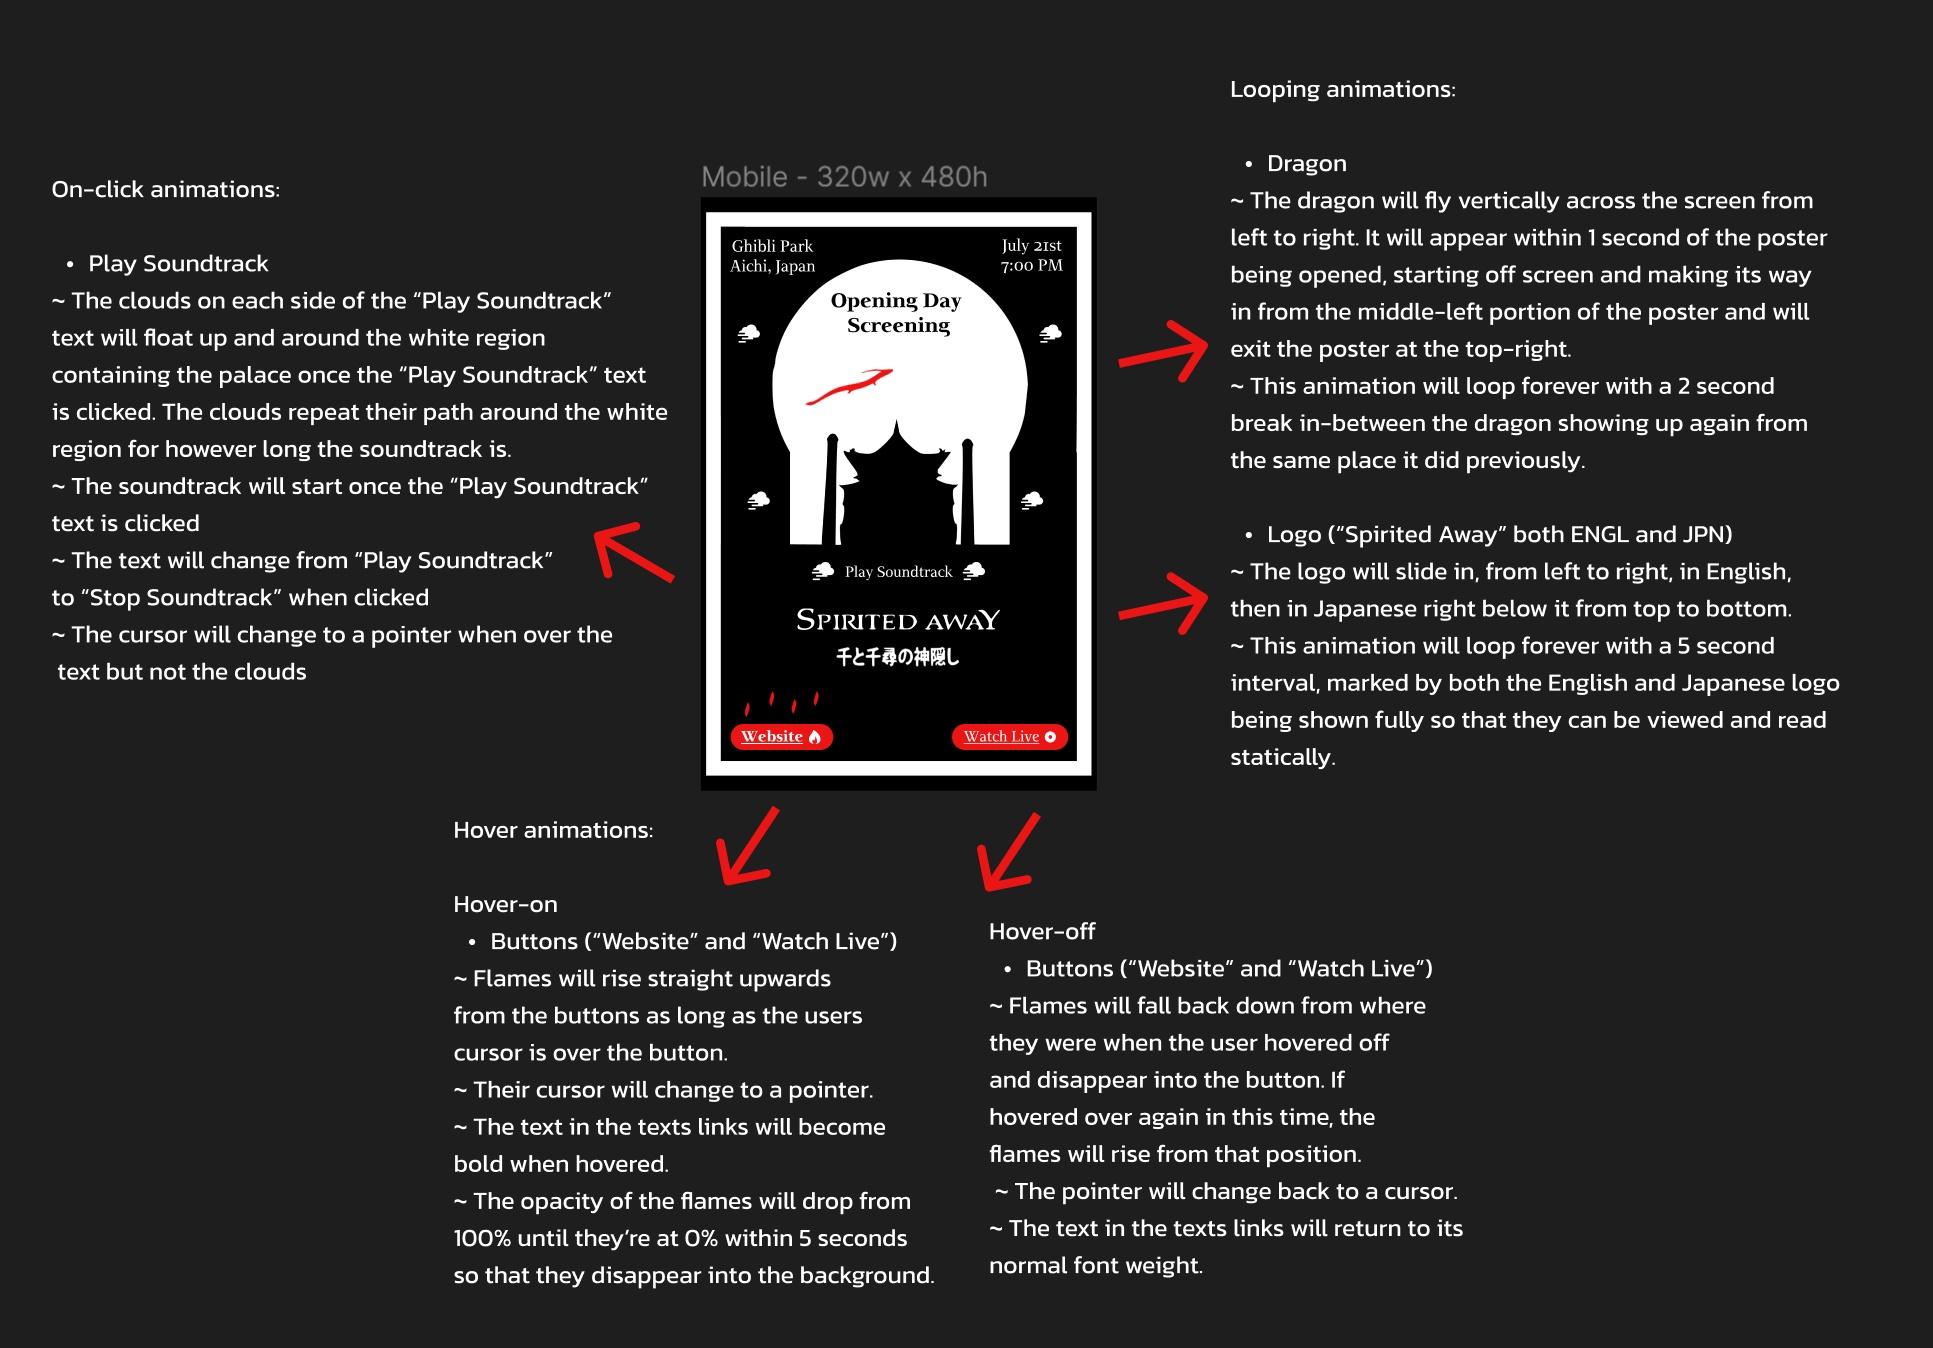 On-click animations:
• Play Soundtrack
~ The clouds on each side of the “Play Soundtrack”
text will float up and around the white region
containing the palace once the “Play Soundtrack” text
is clicked. The clouds repeat their path around the white
region for however long the soundtrack is.
~ The soundtrack will start once the “Play Soundtrack”
text is clicked
~ The text will change from “Play Soundtrack”
to “Stop Soundtrack” when clicked
~ The cursor will change to a pointer when over the
text but not the clouds
Mobile - 320w x 480h
Ghibli Park
Aichi, Japan
July 21st
7:00 PM
Opening Day
Screening
Play Soundtrack
SPIRITED AWAY
千と千尋の神隠し
Website
Watch Live
Looping animations:
• Dragon
~ The dragon will fly vertically across the screen from
left to right. It will appear within 1 second of the poster
being opened, starting off screen and making its way
in from the middle-left portion of the poster and will
exit the poster at the top-right.
~ This animation will loop forever with a 2 second
break in-between the dragon showing up again from
the same place it did previously.
• Logo (“Spirited Away” both ENGL and JPN)
~ The logo will slide in, from left to right, in English,
then in Japanese right below it from top to bottom.
~ This animation will loop forever with a 5 second
interval, marked by both the English and Japanese logo
being shown fully so that they can be viewed and read
statically.
Hover animations:
Hover-on
• Buttons (“Website” and “Watch Live”)
~ Flames will rise straight upwards
from the buttons as long as the users
cursor is over the button.
~ Their cursor will change to a pointer.
~ The text in the texts links will become
bold when hovered.
~ The opacity of the flames will drop from
100% until they’re at 0% within 5 seconds
so that they disappear into the background.
Hover-off
• Buttons (“Website” and “Watch Live”)
~ Flames will fall back down from where
they were when the user hovered off
and disappear into the button. If
hovered over again in this time, the
flames will rise from that position.
~ The pointer will change back to a cursor.
~ The text in the texts links will return to its
normal font weight.